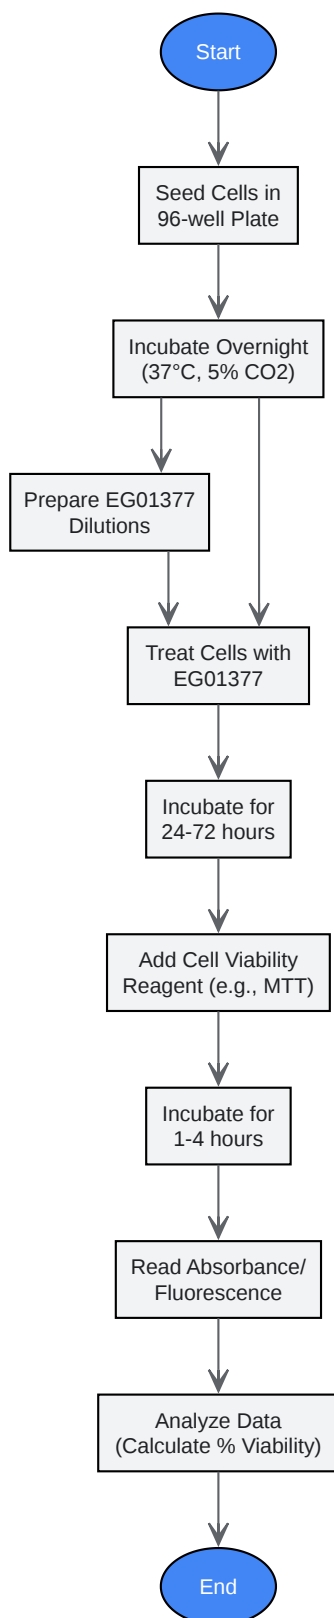 Start
Seed Cells in
96-well Plate
Incubate Overnight
(37°C, 5% CO2)
Prepare EG01377
Dilutions
Treat Cells with
EG01377
Incubate for
24-72 hours
Add Cell Viability
Reagent (e.g., MTT)
Incubate for
1-4 hours
Read Absorbance/
Fluorescence
Analyze Data
(Calculate % Viability)
End